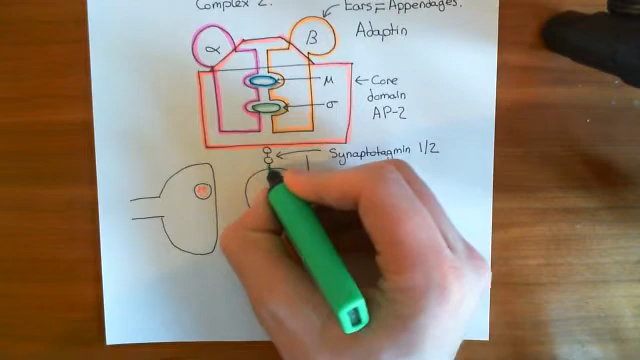 Complex 2.
Ears = Appendages.
α
β
Adaptin
μ
σ
← Core
domain
AP-2
Synaptotagmin 1/2